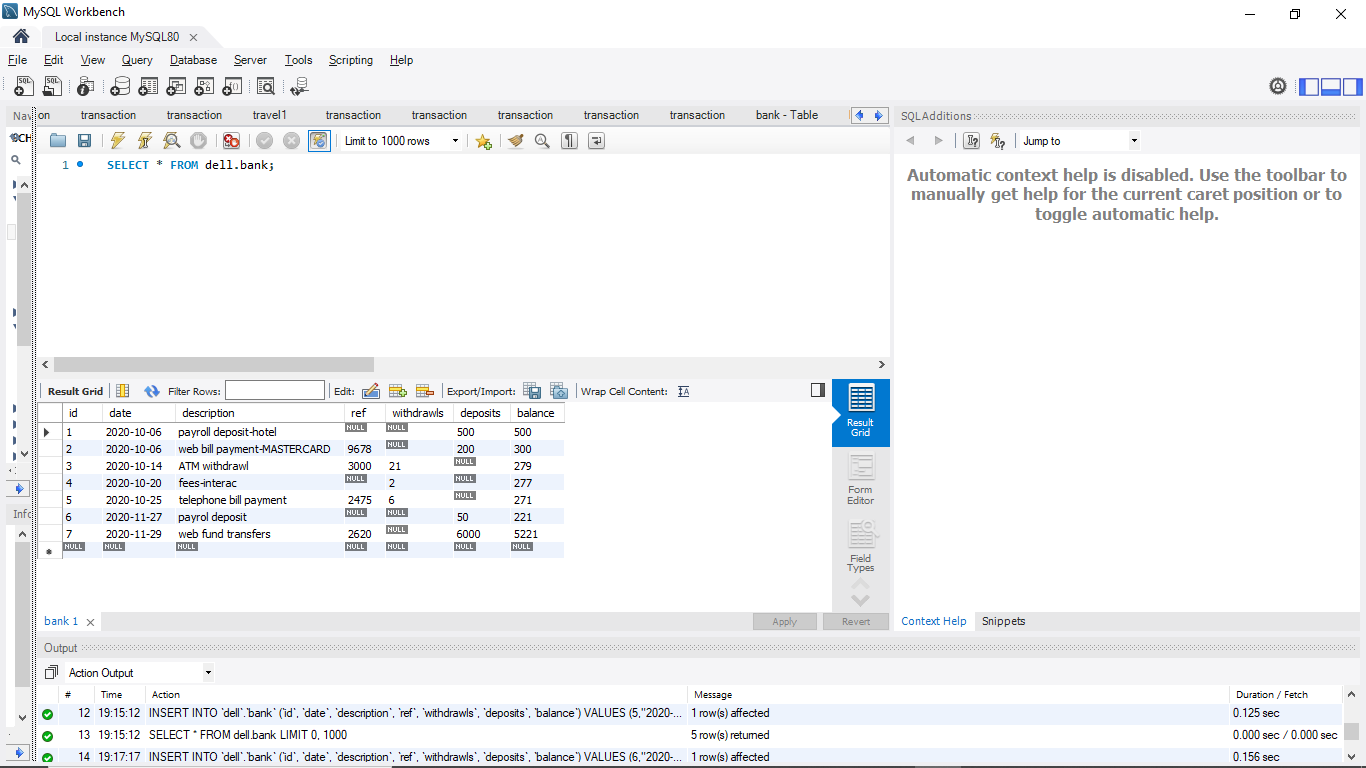 MySQL Workbench
Local instance MySQL80
File Edit View Query Database Server Tools Scripting Help
Nav on transaction transaction travel1 transaction transaction transaction transaction transaction bank - Table
SQLAdditions
SCH
Limit to 1000 rows
Jump to
1 SELECT * FROM dell.bank;
Automatic context help is disabled. Use the toolbar to
manually get help for the current caret position or to
toggle automatic help.
Result Grid Filter Rows: Edit: Export/Import: Wrap Cell Content:
id date description ref withdrawls deposits balance
1 2020-10-06 payroll deposit-hotel NULL NULL 500 500
2 2020-10-06 web bill payment-MASTERCARD 9678 NULL 200 300
3 2020-10-14 ATM withdrawl 3000 21 NULL 279
4 2020-10-20 fees-interac NULL 2 NULL 277
5 2020-10-25 telephone bill payment 2475 6 NULL 271
6 2020-11-27 payrol deposit NULL NULL 50 221
7 2020-11-29 web fund transfers 2620 NULL 6000 5221
NULL NULL NULL NULL NULL NULL NULL
Result
Grid
Form
Editor
Field
Types
Info
bank 1
Apply Revert
Context Help Snippets
Output
Action Output
# Time Action Message Duration / Fetch
12 19:15:12 INSERT INTO `dell`.`bank` (`id`, `date`, `description`, `ref`, `withdrawls`, `deposits`, `balance`) VALUES (5,"2020-... 1 row(s) affected 0.125 sec
13 19:15:12 SELECT * FROM dell.bank LIMIT 0, 1000 5 row(s) returned 0.000 sec / 0.000 sec
14 19:17:17 INSERT INTO `dell`.`bank` (`id`, `date`, `description`, `ref`, `withdrawls`, `deposits`, `balance`) VALUES (6,"2020-... 1 row(s) affected 0.156 sec